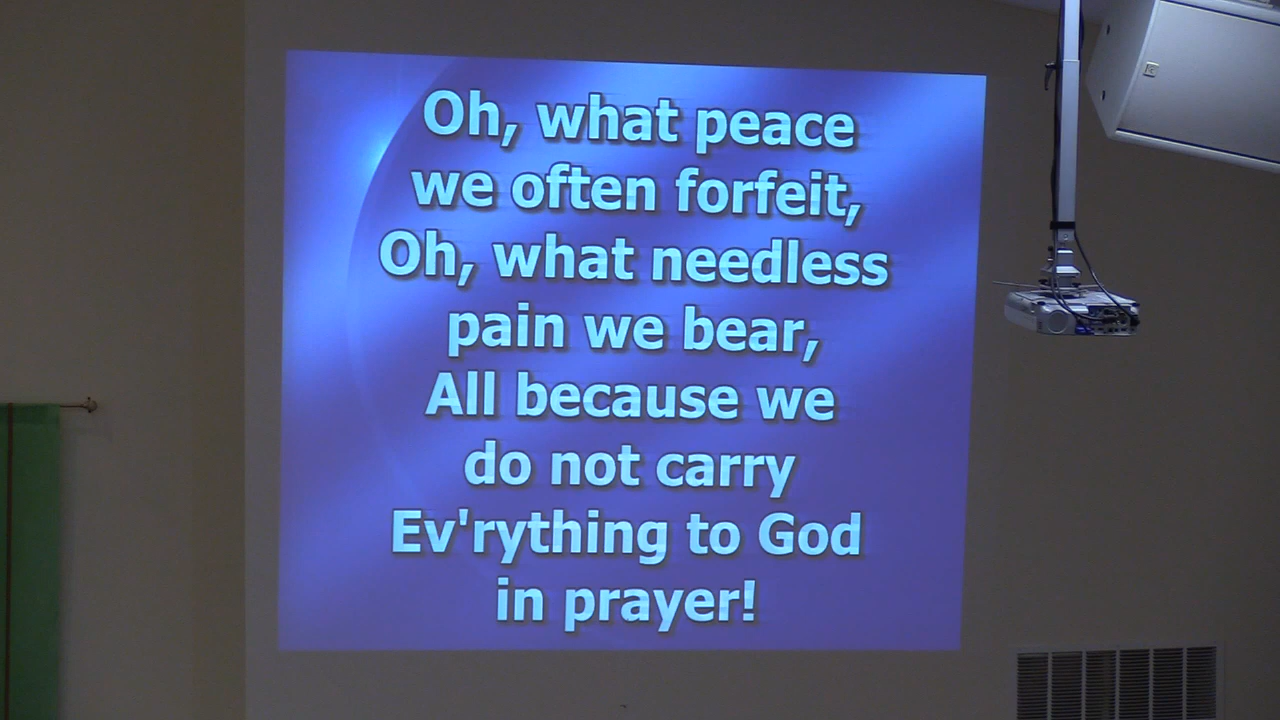 Oh, what peace
we often forfeit,
Oh, what needless
pain we bear,
All because we
do not carry
Ev'rything to God
in prayer!